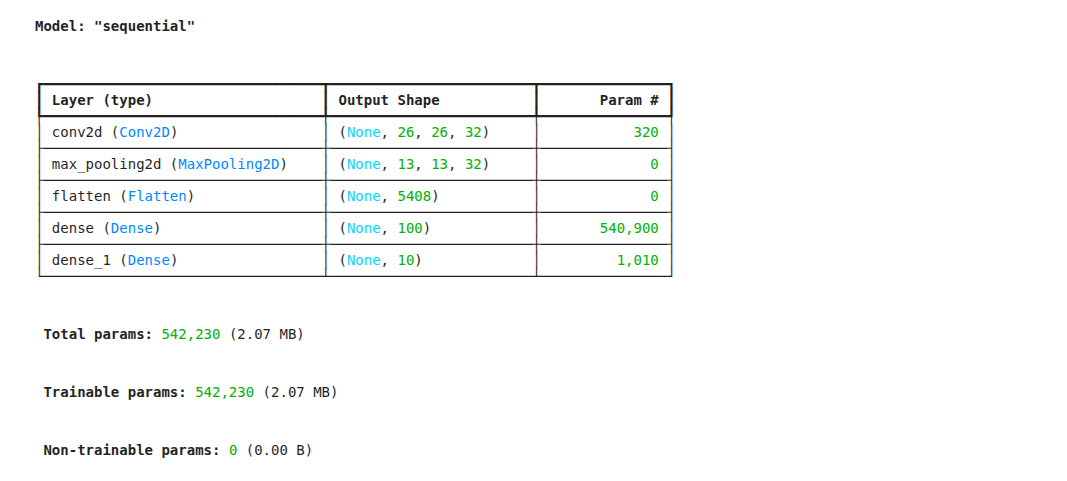 Model: "sequential"
Layer (type) Output Shape Param #
conv2d (Conv2D) (None, 26, 26, 32) 320
max_pooling2d (MaxPooling2D) (None, 13, 13, 32) 0
flatten (Flatten) (None, 5408) 0
dense (Dense) (None, 100) 540,900
dense_1 (Dense) (None, 10) 1,010
Total params: 542,230 (2.07 MB)
Trainable params: 542,230 (2.07 MB)
Non-trainable params: 0 (0.00 B)